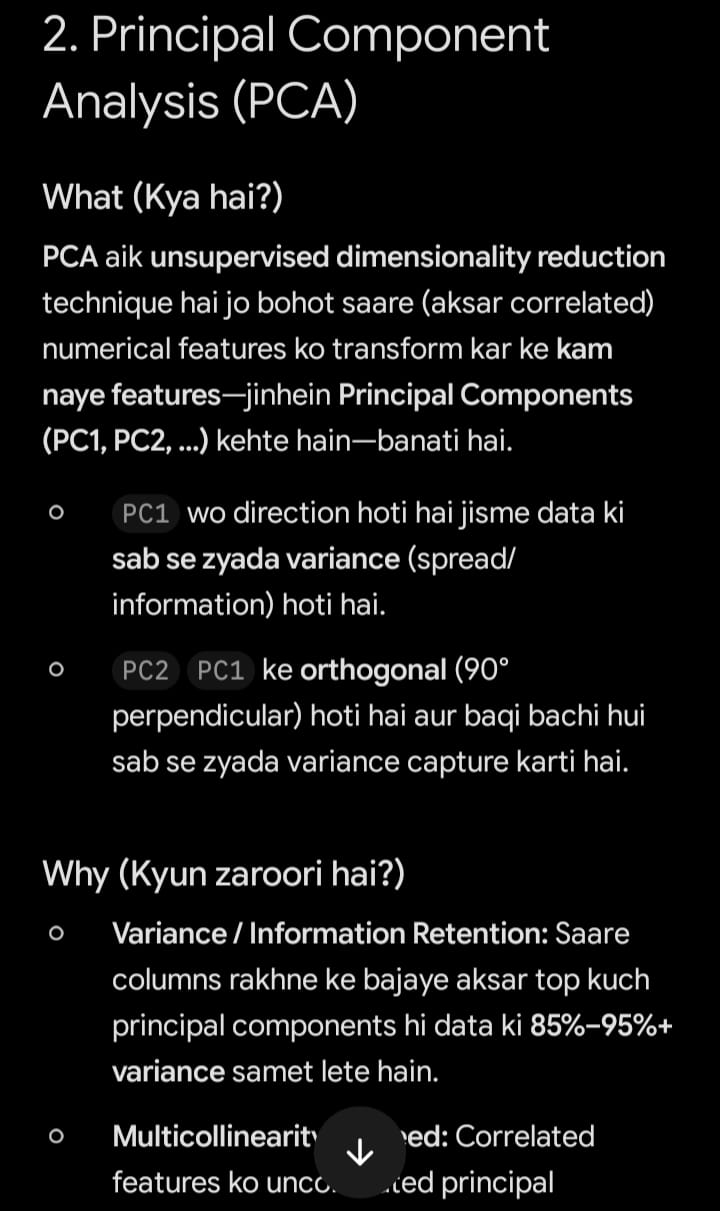 2. Principal Component
Analysis (PCA)
What (Kya hai?)
PCA aik unsupervised dimensionality reduction
technique hai jo bohot saare (aksar correlated)
numerical features ko transform kar ke kam
naye features—jinhein Principal Components
(PC1, PC2, ...) kehte hain—banati hai.
PC1 wo direction hoti hai jisme data ki
sab se zyada variance (spread/
information) hoti hai.
PC2 PC1 ke orthogonal (90°
perpendicular) hoti hai aur baqi bachi hui
sab se zyada variance capture karti hai.
Why (Kyun zaroori hai?)
Variance / Information Retention: Saare
columns rakhne ke bajaye aksar top kuch
principal components hi data ki 85%–95%+
variance samet lete hain.
Multicollinearity Correlated
features ko principal